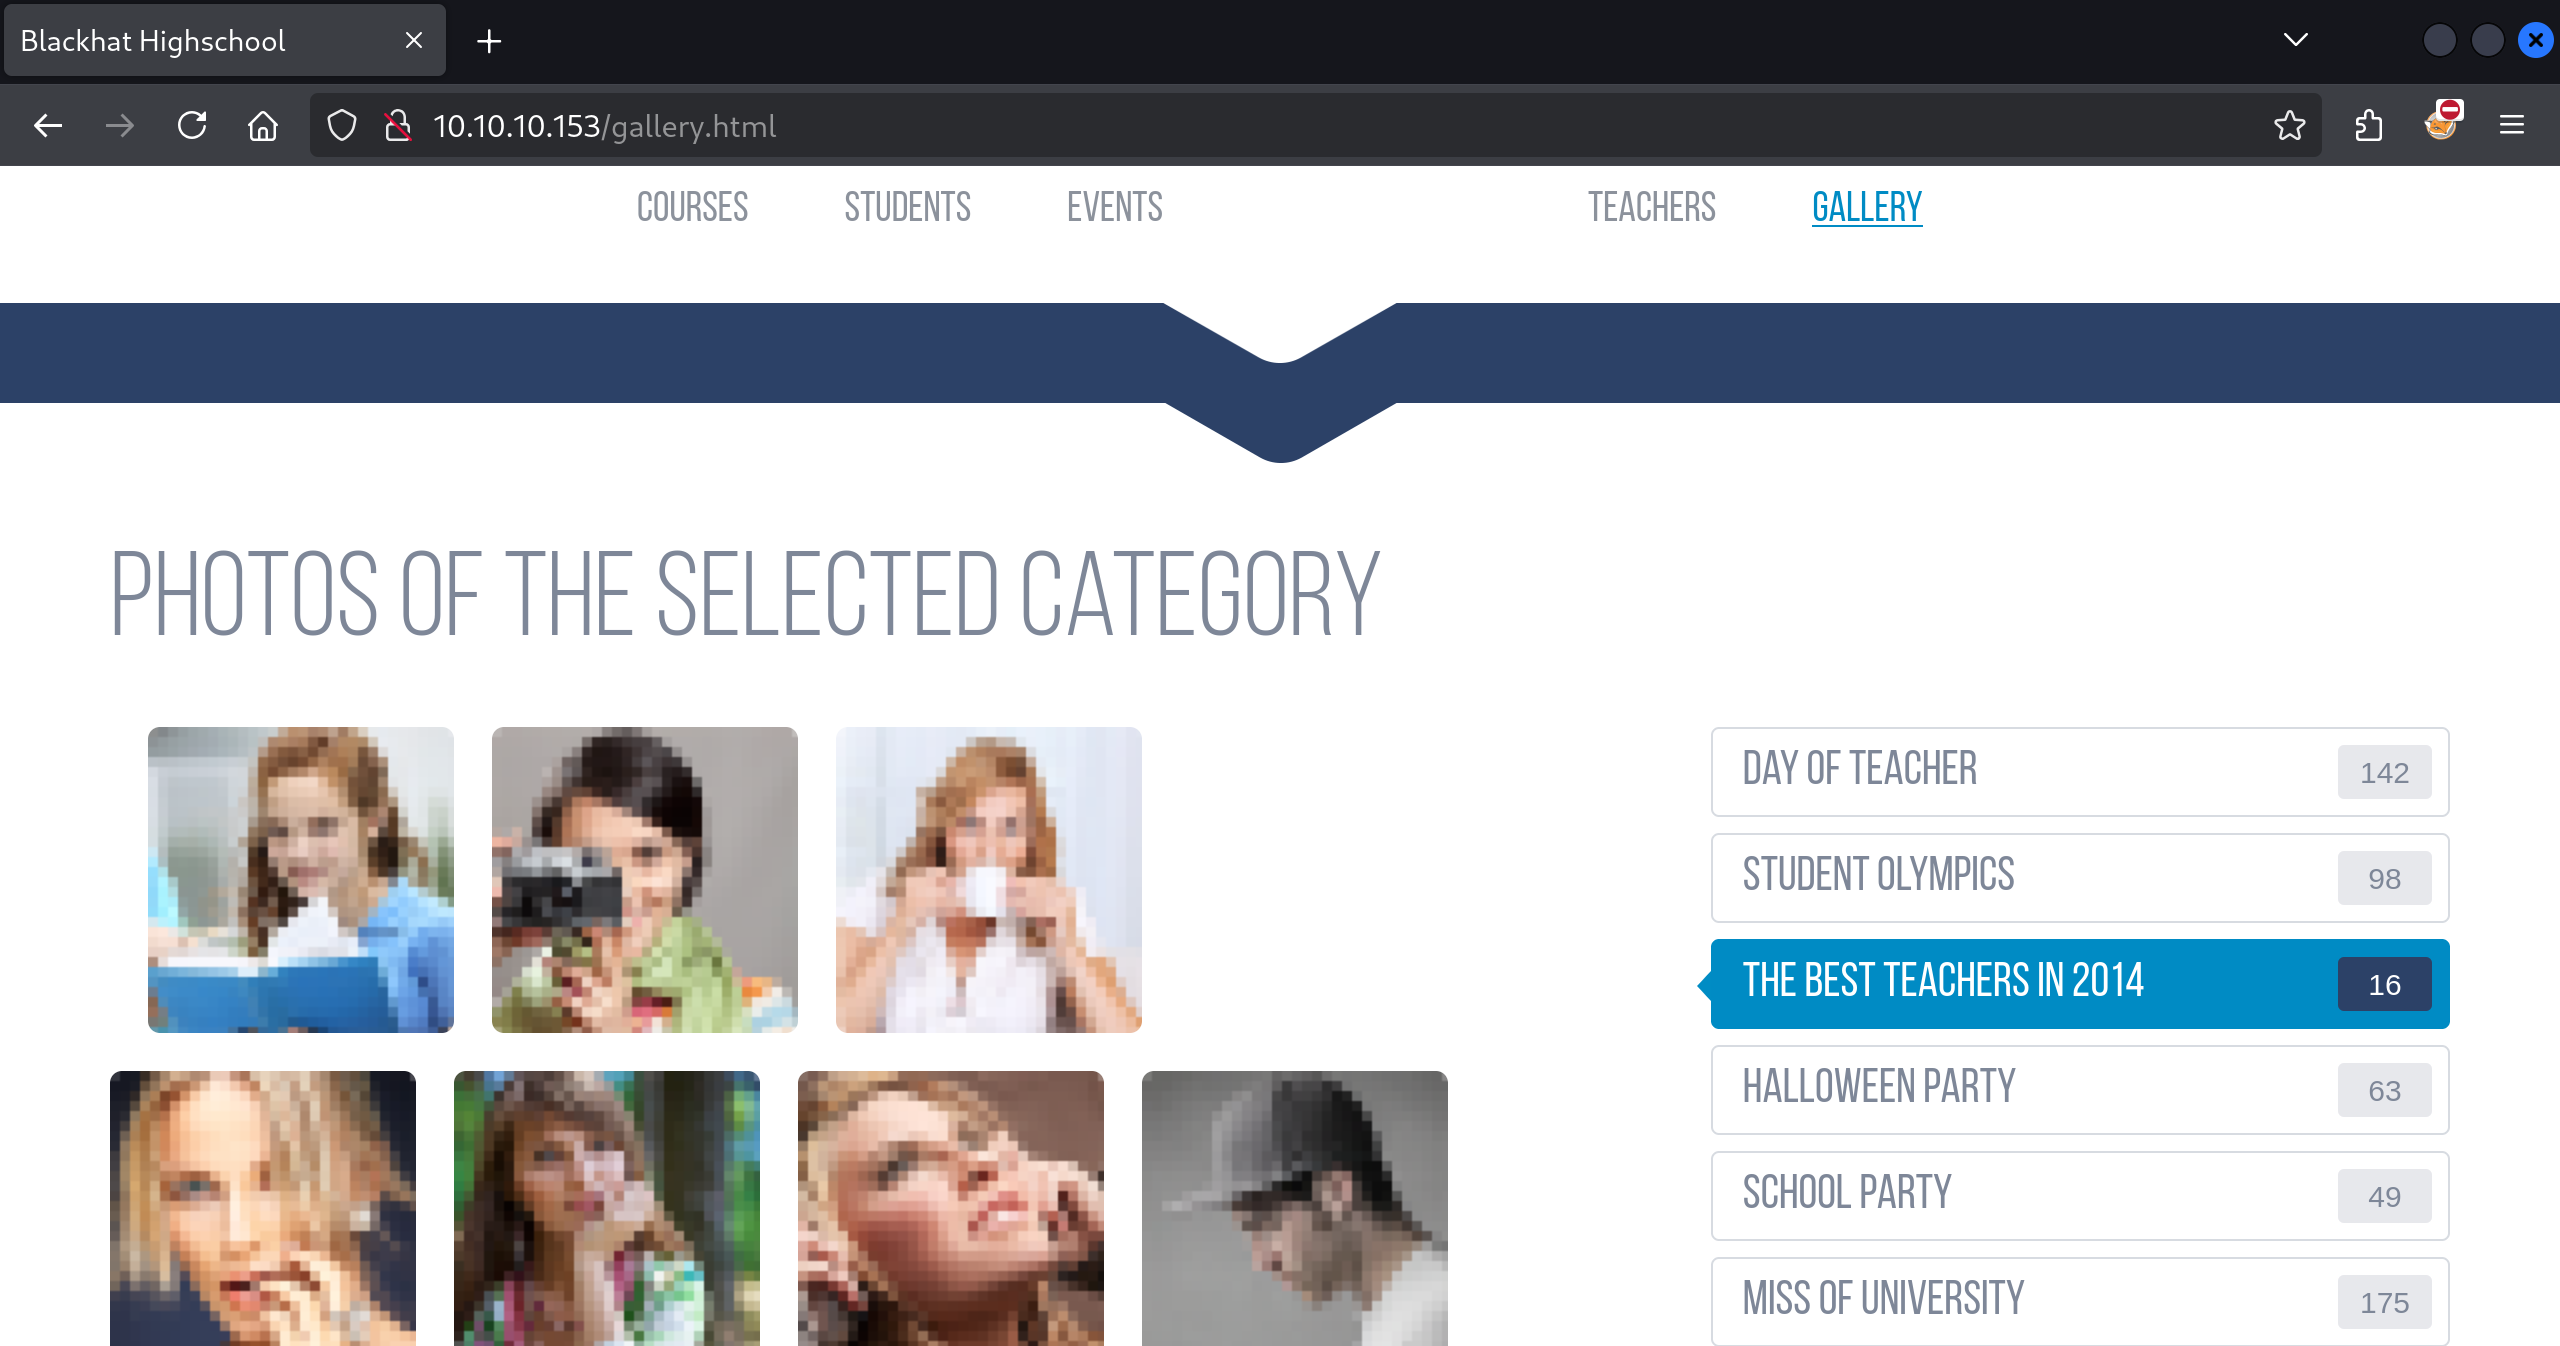 Blackhat Highschool
10.10.10.153/gallery.html
COURSES STUDENTS EVENTS TEACHERS GALLERY
PHOTOS OF THE SELECTED CATEGORY
DAY OF TEACHER 142
STUDENT OLYMPICS 98
THE BEST TEACHERS IN 2014 16
HALLOWEEN PARTY 63
SCHOOL PARTY 49
MISS OF UNIVERSITY 175